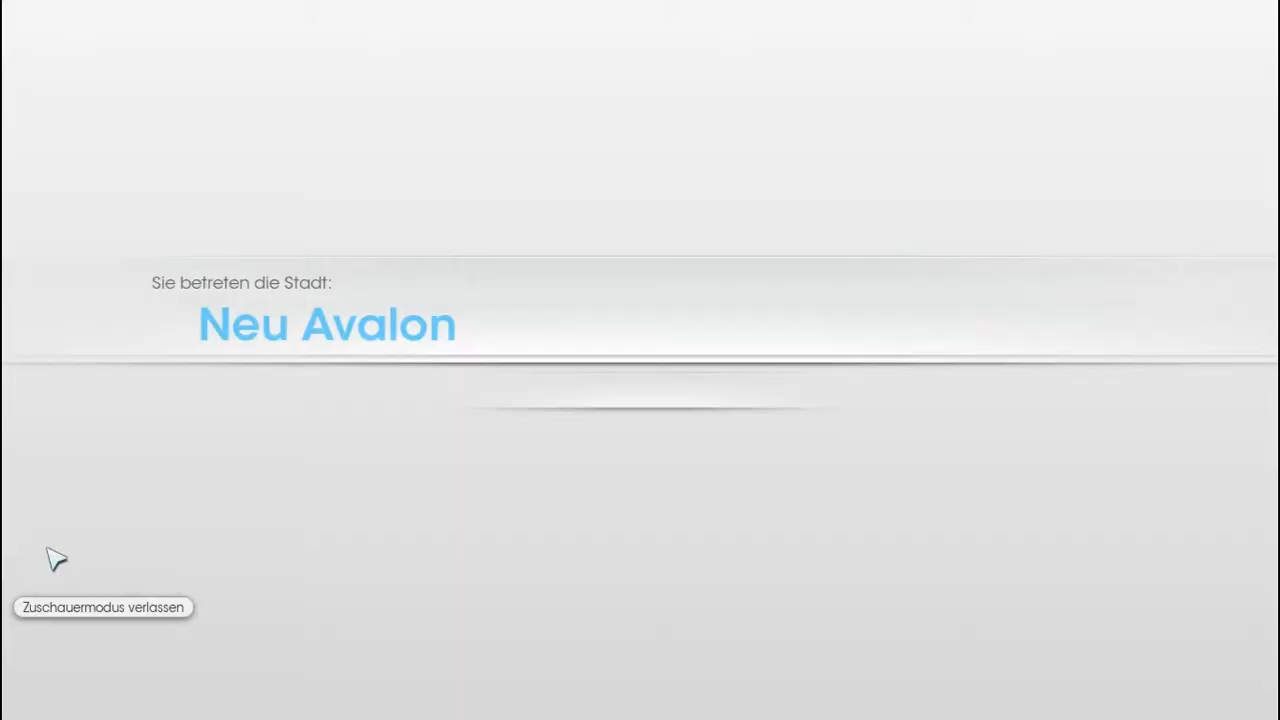 Sie betreten die Stadt:
Neu Avalon
Zuschauermodus verlassen